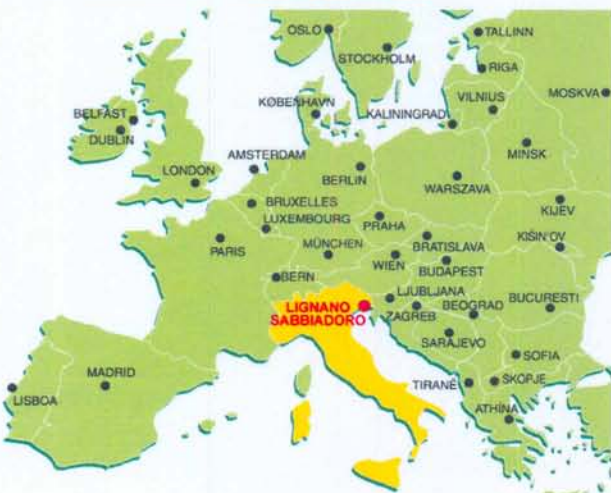 OSLO
TALLINN
STOCKHOLM
RIGA
MOSKVA
BELFAST
KØBENHAVN
VILNIUS
KALININGRAD
DUBLIN
MINSK
AMSTERDAM
LONDON
BERLIN
WARSZAVA
BRUXELLES
KIJEV
LUXEMBOURG
PRAHA
PARIS
MÜNCHEN
BRATISLAVA
KIŠIN'OV
WIEN
BUDAPEST
BERN
LJUBLJANA
LIGNANO
SABBIADORO
ZAGREB
BEOGRAD
BUCURESTI
SARAJEVO
SOFIA
MADRID
TIRANË
SKOPJE
LISBOA
ATHÍNA